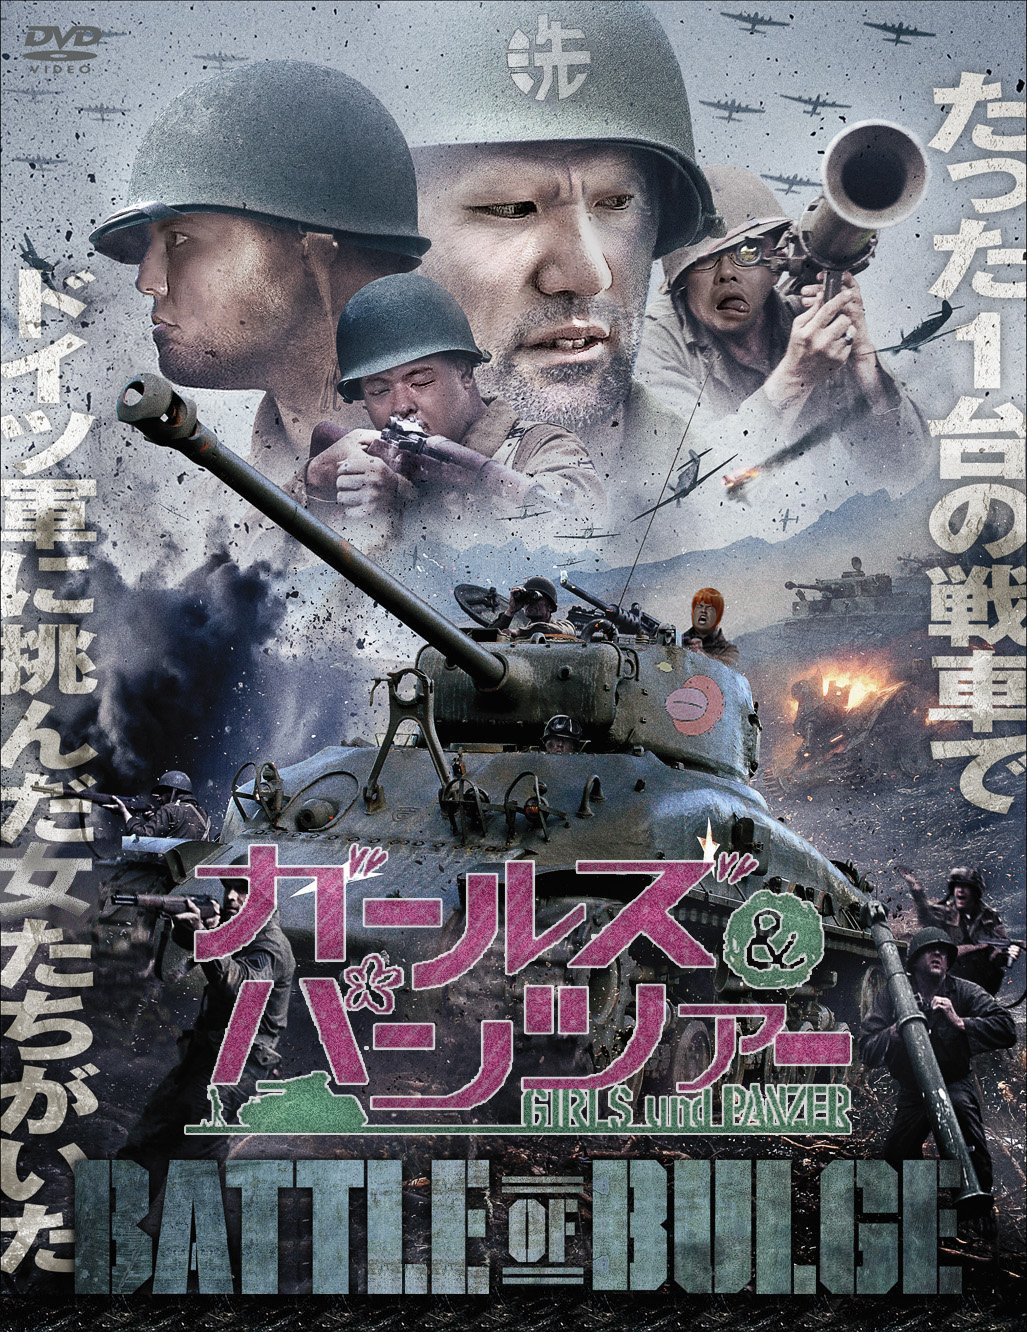 DVD
VIDEO
洗
たった1台の戦車で
ドイツ軍に挑んだ女たちがいた
ガールズ
&
パンツァー
GIRLS und PANZER
BATTLE OF BULGE